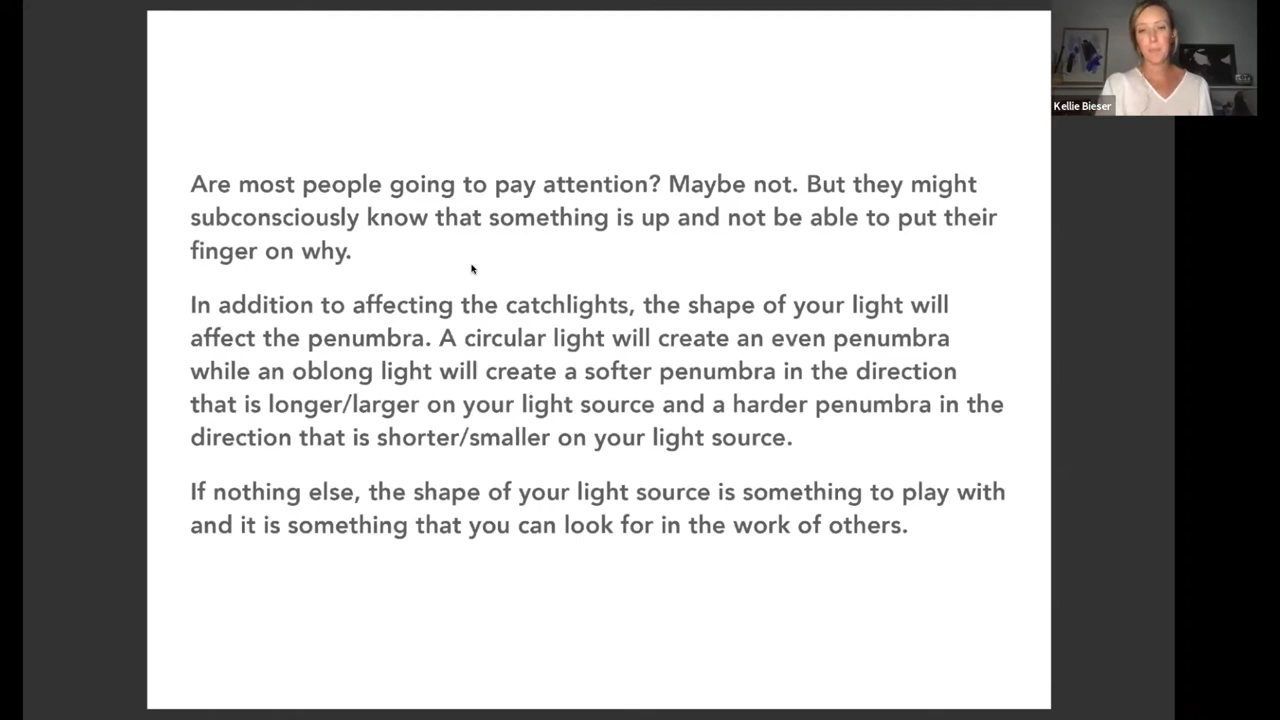 Kellie Bieser
Are most people going to pay attention? Maybe not. But they might
subconsciously know that something is up and not be able to put their
finger on why.
In addition to affecting the catchlights, the shape of your light will
affect the penumbra. A circular light will create an even penumbra
while an oblong light will create a softer penumbra in the direction
that is longer/larger on your light source and a harder penumbra in the
direction that is shorter/smaller on your light source.
If nothing else, the shape of your light source is something to play with
and it is something that you can look for in the work of others.